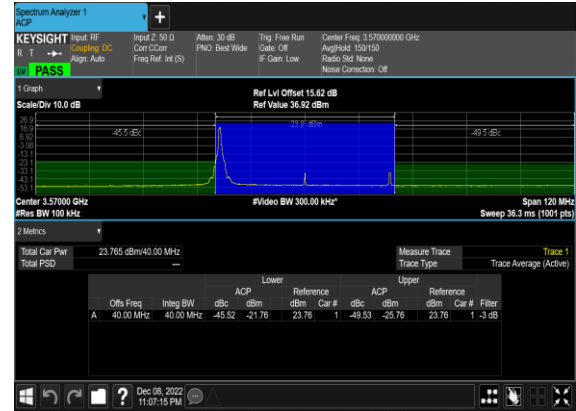 Spectrum Analyzer 1
ACP
KEYSIGHT Input: RF Input Z: 50 Ω Atten: 30 dB Trig: Free Run Center Freq: 3.570000000 GHz
R T Coupling: DC Corr CCorr PNO: Best Wide Gate: Off Avg|Hold: 150/150
Align: Auto Freq Ref: Int (S) IF Gain: Low Radio Std: None
Noise Correction: Off
LU PASS
1 Graph
Ref Lvl Offset 15.62 dB
Scale/Div 10.0 dB Ref Value 36.92 dBm
26.9
16.9
6.92
-3.08
-13.1
-23.1
-33.1
-43.1
-53.1
-45.5 dBc 23.8 dBm -49.5 dBc
Center 3.57000 GHz #Video BW 300.00 kHz* Span 120 MHz
#Res BW 100 kHz Sweep 36.3 ms (1001 pts)
2 Metrics
Total Car Pwr 23.765 dBm/40.00 MHz Measure Trace Trace 1
Total PSD --- Trace Type Trace Average (Active)
Lower Upper
ACP Reference ACP Reference
Offs Freq Integ BW dBc dBm dBm Car # dBc dBm dBm Car # Filter
A 40.00 MHz 40.00 MHz -45.52 -21.76 23.76 1 -49.53 -25.76 23.76 1 -3 dB
Dec 08, 2022
11:07:15 PM